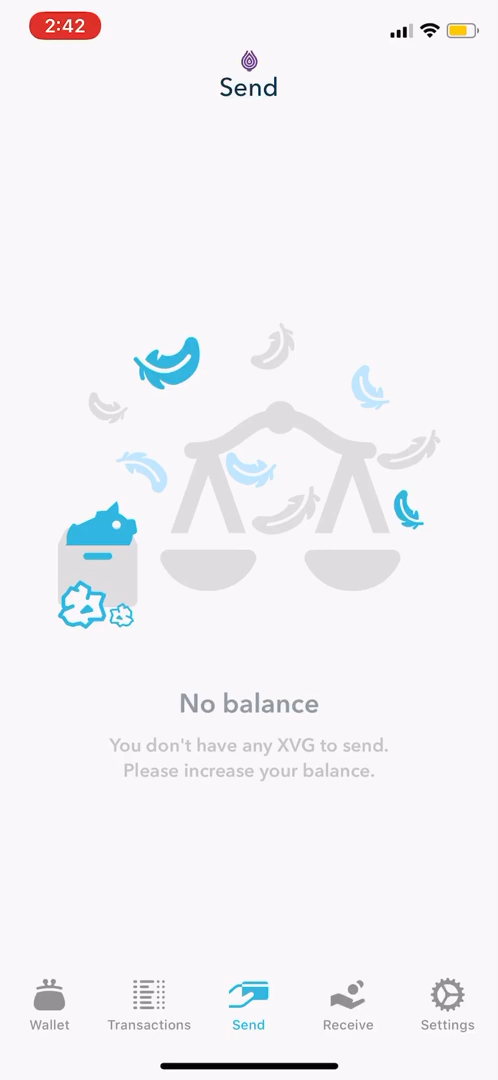 2:42
Send
No balance
You don't have any XVG to send.
Please increase your balance.
Wallet
Transactions
Send
Receive
Settings